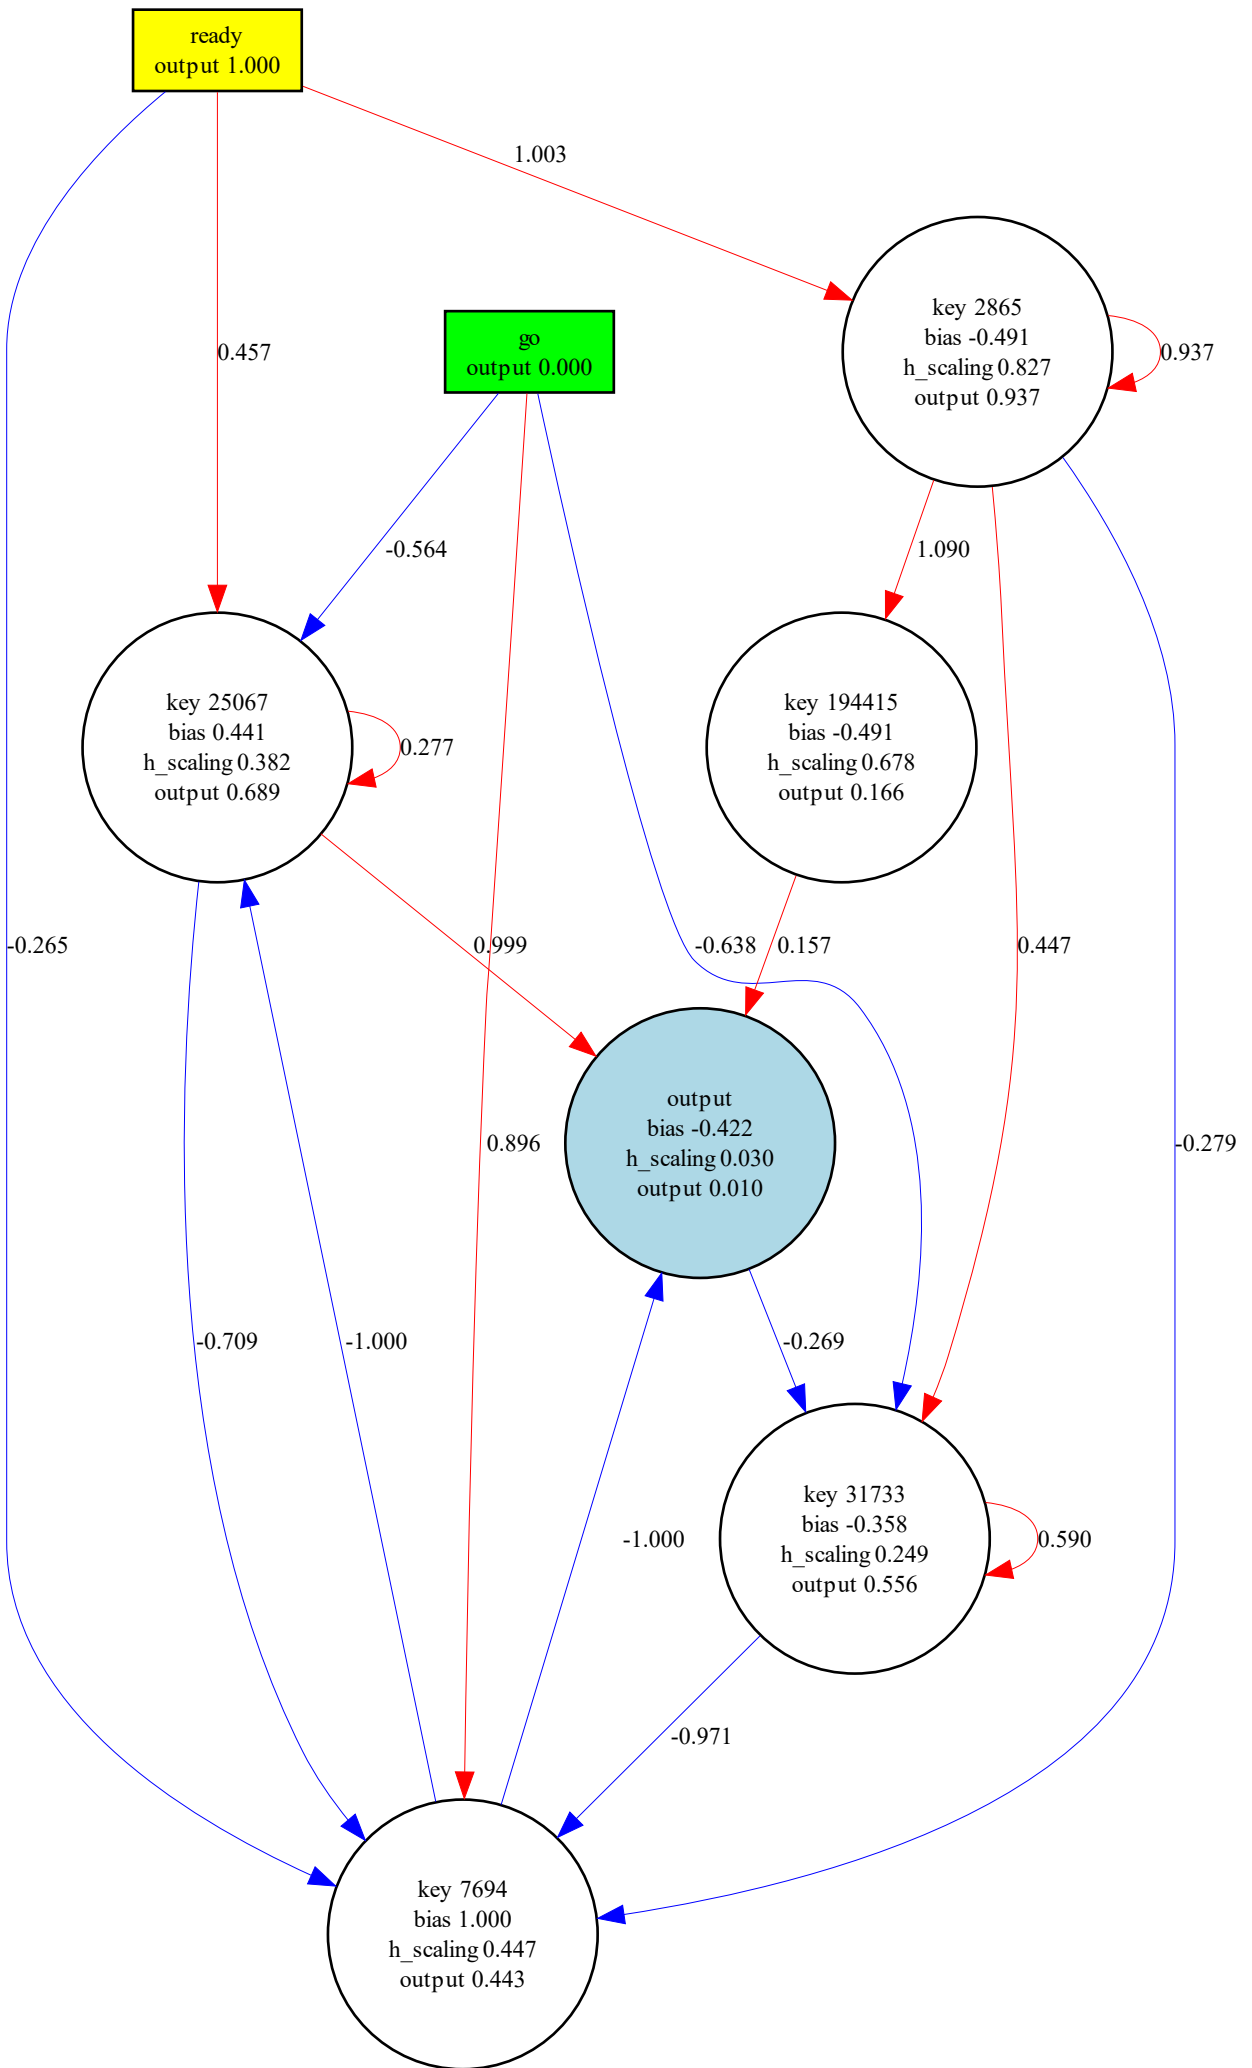 ready
output 1.000
1.003
go
output 0.000
key 2865
bias -0.491
h_scaling 0.827
output 0.937
0.457
0.937
-0.564
1.090
key 25067
bias 0.441
h_scaling 0.382
output 0.689
0.277
key 194415
bias -0.491
h_scaling 0.678
output 0.166
-0.265
0.999
-0.638
0.157
0.447
output
bias -0.422
h_scaling 0.030
output 0.010
0.896
-0.279
-0.709
-1.000
-0.269
key 31733
bias -0.358
h_scaling 0.249
output 0.556
-1.000
0.590
-0.971
key 7694
bias 1.000
h_scaling 0.447
output 0.443